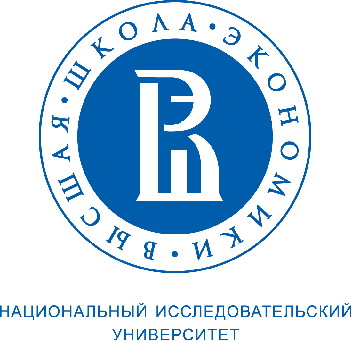 ВЫСШАЯ · ШКОЛА · ЭКОНОМИКИ ·
НАЦИОНАЛЬНЫЙ ИССЛЕДОВАТЕЛЬСКИЙ
УНИВЕРСИТЕТ